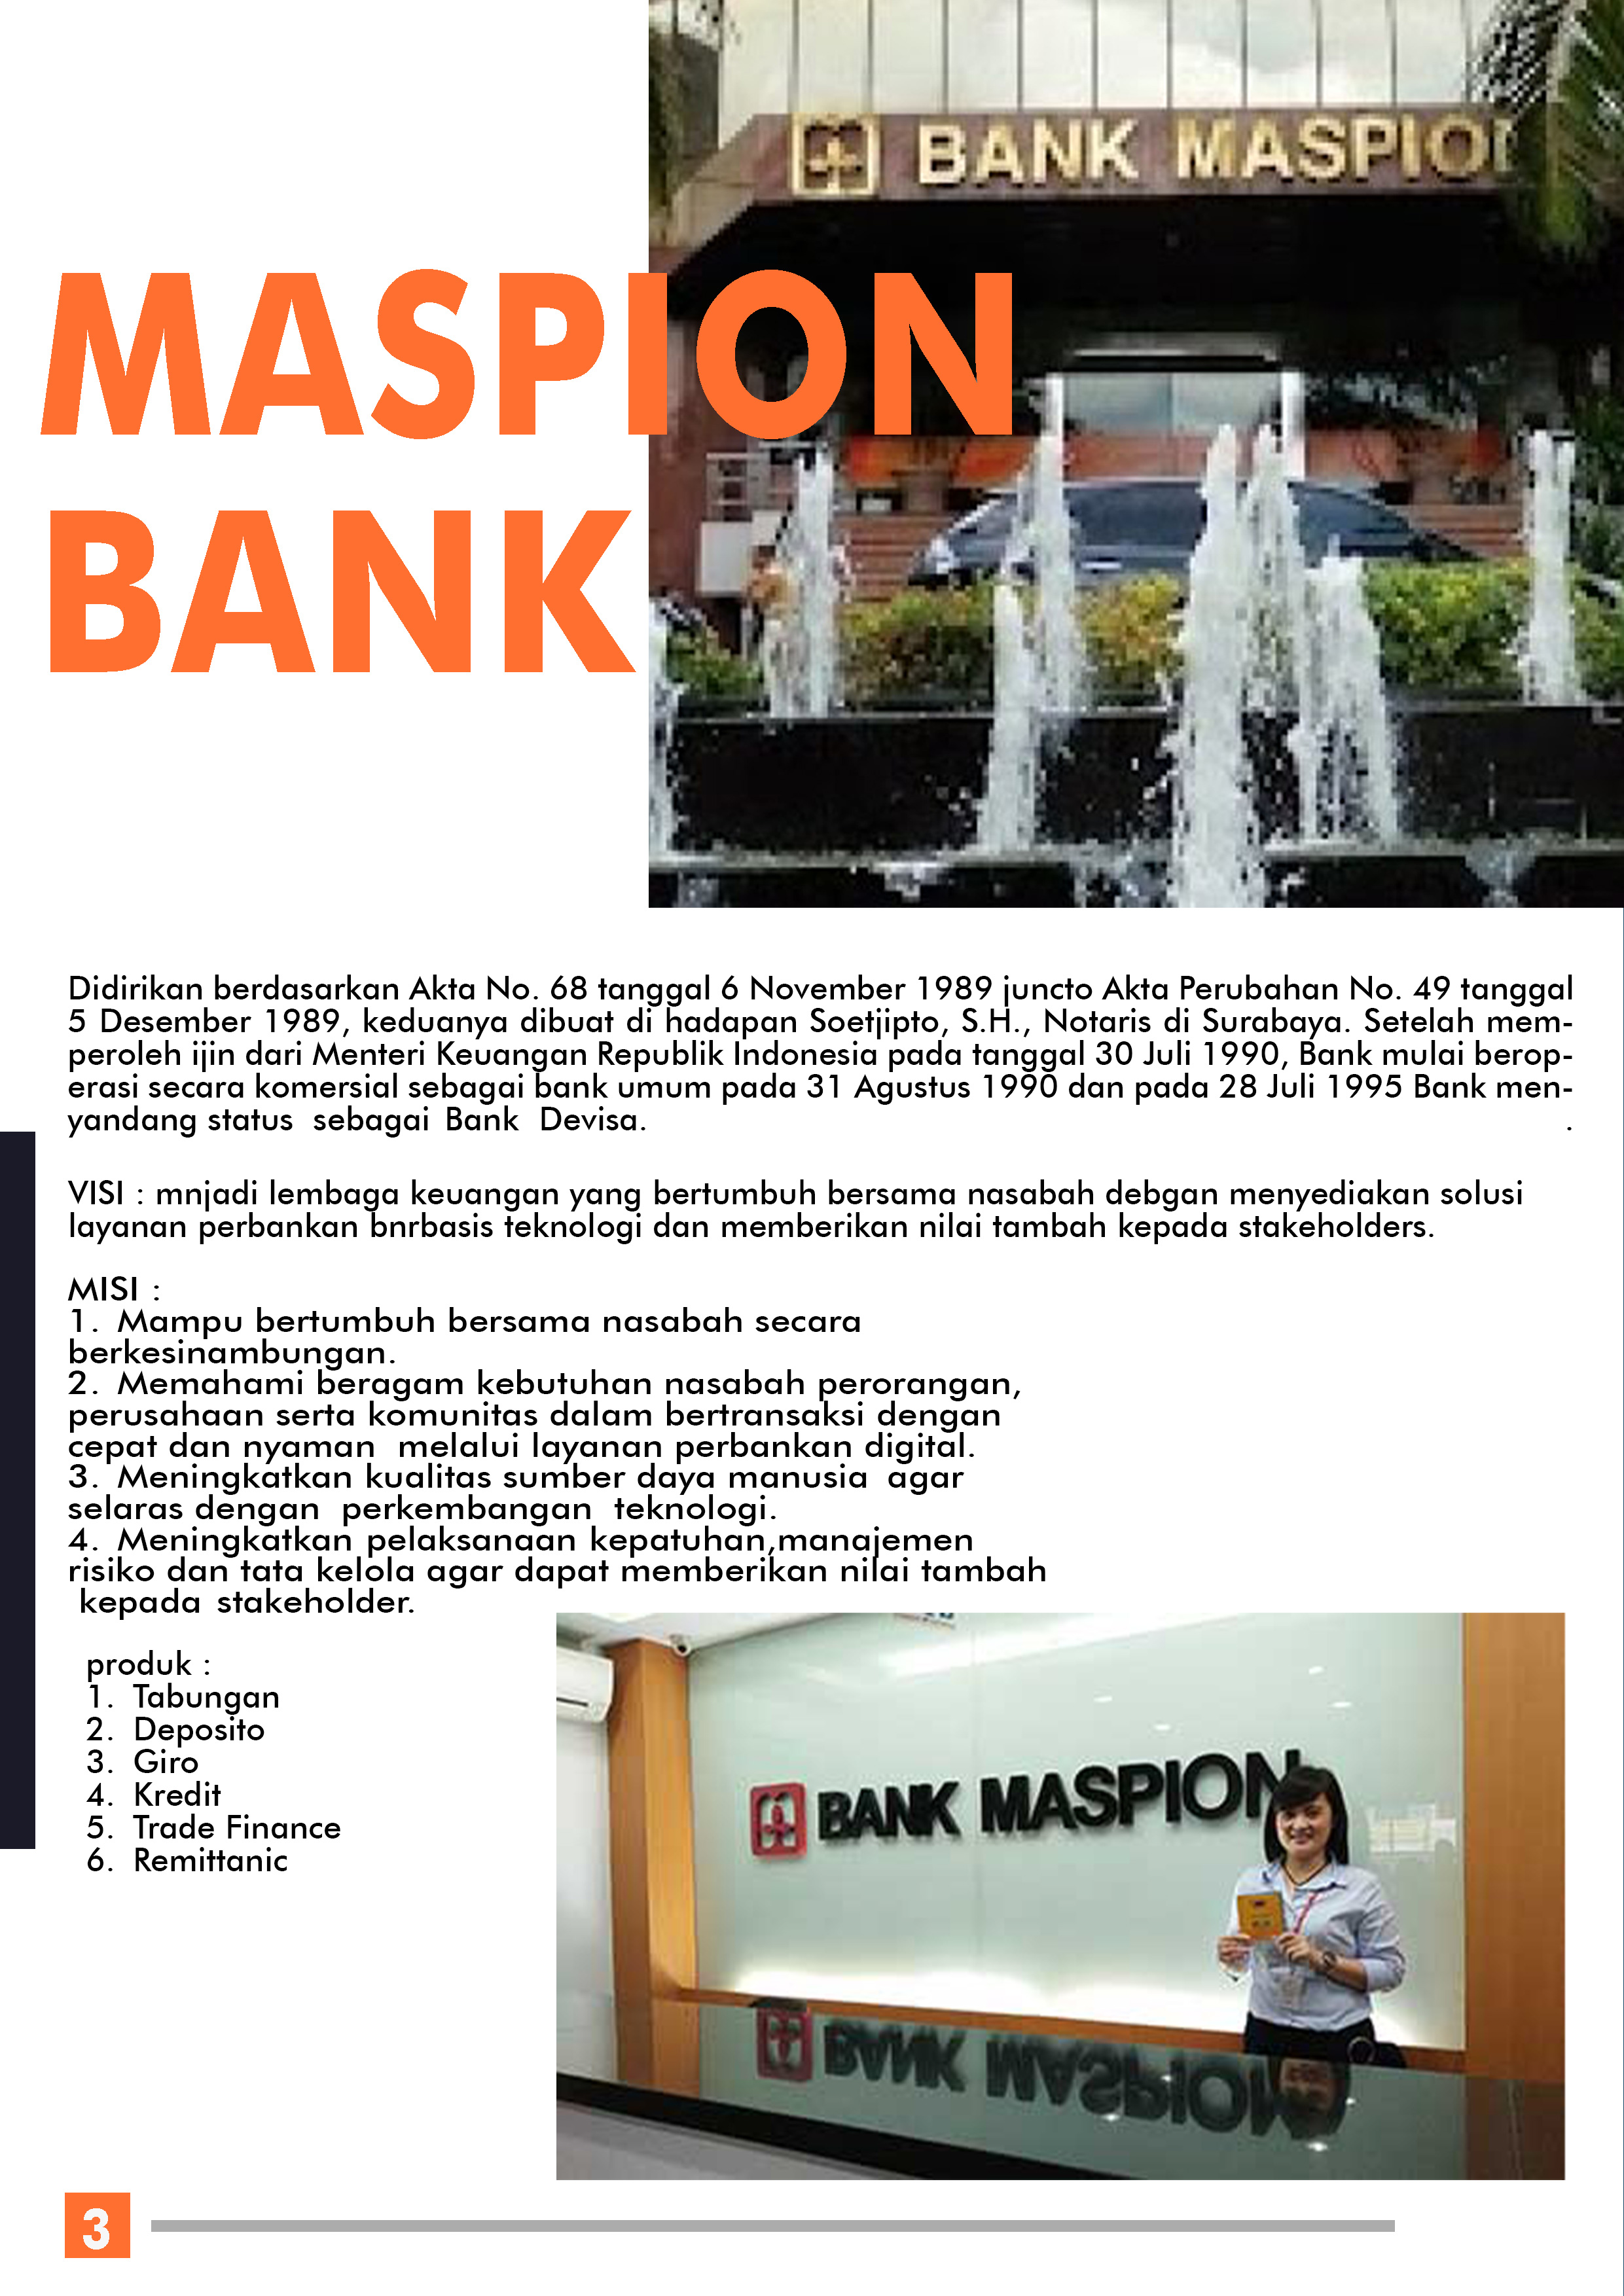 BANK MASPION
MASPION
BANK
Didirikan berdasarkan Akta No. 68 tanggal 6 November 1989 juncto Akta Perubahan No. 49 tanggal
5 Desember 1989, keduanya dibuat di hadapan Soetjipto, S.H., Notaris di Surabaya. Setelah mem-
peroleh ijin dari Menteri Keuangan Republik Indonesia pada tanggal 30 Juli 1990, Bank mulai berop-
erasi secara komersial sebagai bank umum pada 31 Agustus 1990 dan pada 28 Juli 1995 Bank men-
yandang status sebagai Bank Devisa. .
VISI : mnjadi lembaga keuangan yang bertumbuh bersama nasabah debgan menyediakan solusi
layanan perbankan bnrbasis teknologi dan memberikan nilai tambah kepada stakeholders.
MISI :
1. Mampu bertumbuh bersama nasabah secara
berkesinambungan.
2. Memahami beragam kebutuhan nasabah perorangan,
perusahaan serta komunitas dalam bertransaksi dengan
cepat dan nyaman melalui layanan perbankan digital.
3. Meningkatkan kualitas sumber daya manusia agar
selaras dengan perkembangan teknologi.
4. Meningkatkan pelaksanaan kepatuhan,manajemen
risiko dan tata kelola agar dapat memberikan nilai tambah
kepada stakeholder.
produk :
1. Tabungan
2. Deposito
3. Giro
4. Kredit
5. Trade Finance
6. Remittanic
BANK MASPION
3